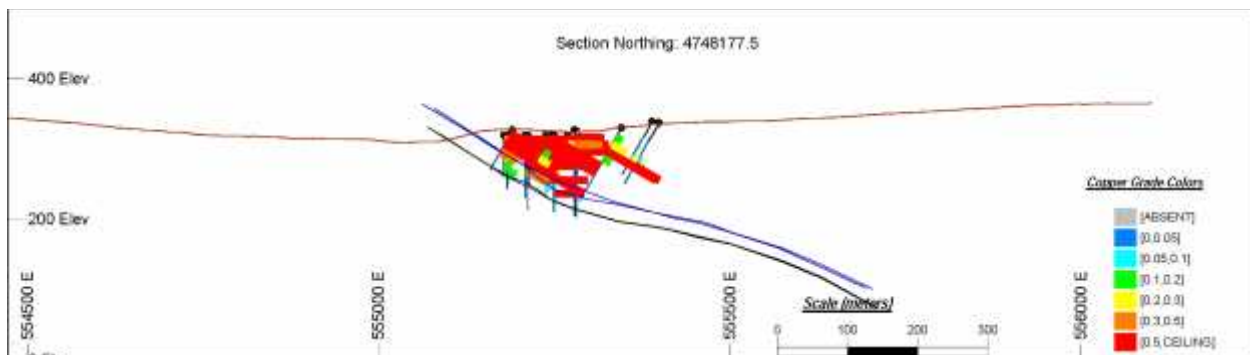 Section Northing: 4748177.5
400 Elev
200 Elev
554500 E
555000 E
555500 E
556000 E
Copper Grade Colors
[ABSENT]
[0,0.05]
[0.05,0.1]
[0.1,0.2]
[0.2,0.3]
[0.3,0.5]
[0.5,CEILING]
Scale (meters)
0 100 200 300